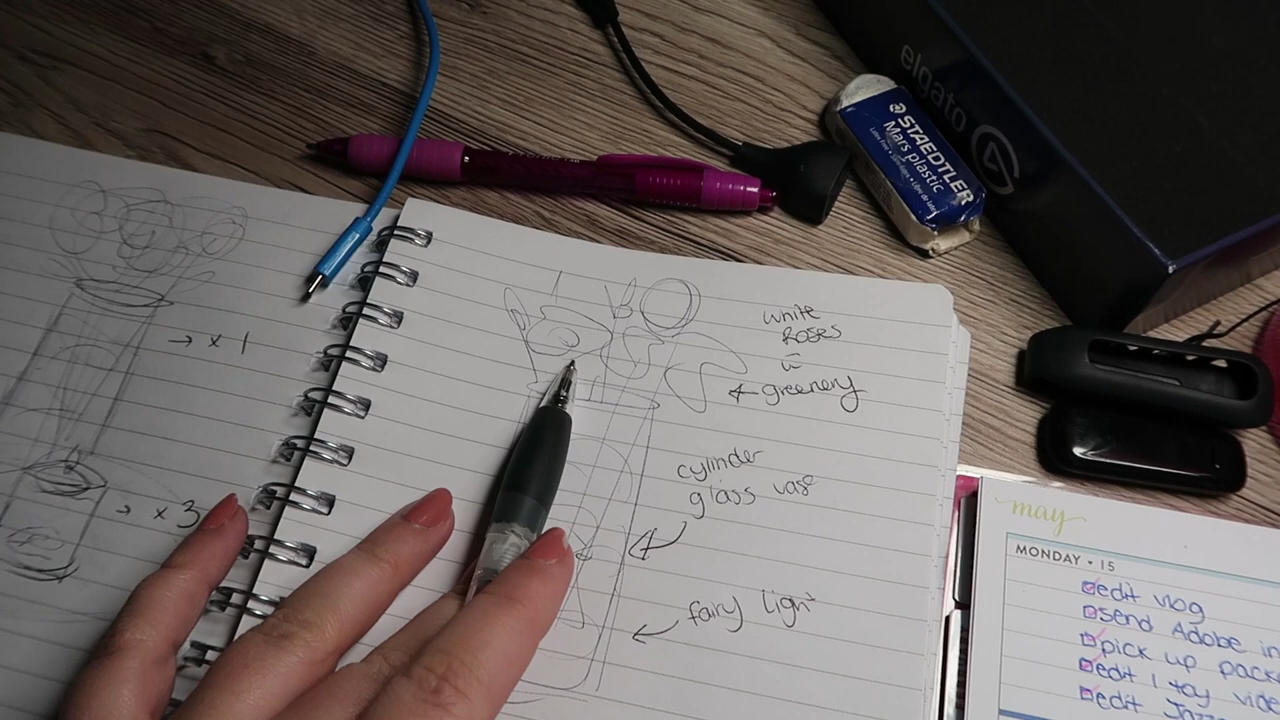 elgato
STAEDTLER
Mars plastic
→ x 1
→ x 3
white
Roses
w̄
← greenery
cylinder
glass vase
fairy light
may
MONDAY • 15
edit vlog
send Adobe in
pick up pack
edit 1 toy vide
edit Jazz